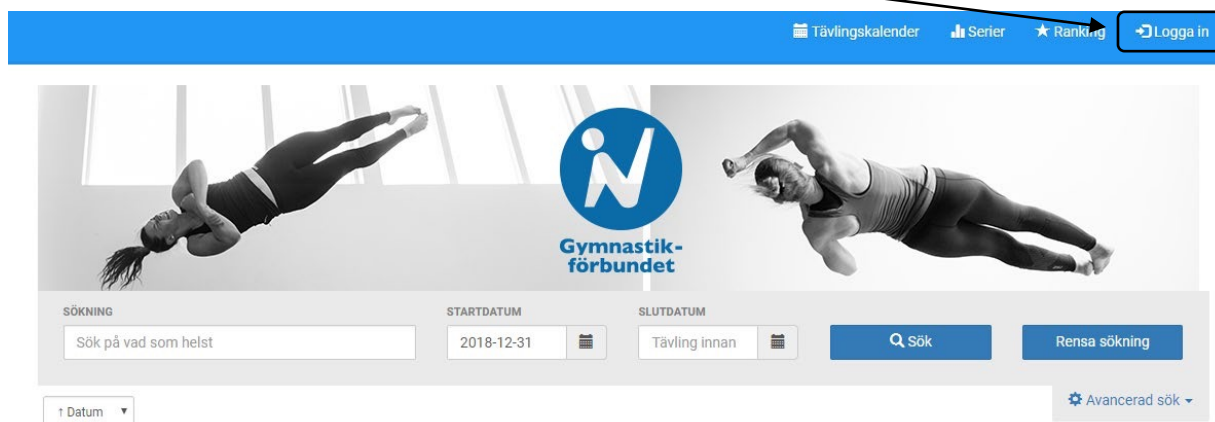 Tävlingskalender Serier Ranking Logga in
Gymnastik-
förbundet
SÖKNING STARTDATUM SLUTDATUM
Sök på vad som helst 2018-12-31 Tävling innan Sök Rensa sökning
↑ Datum Avancerad sök